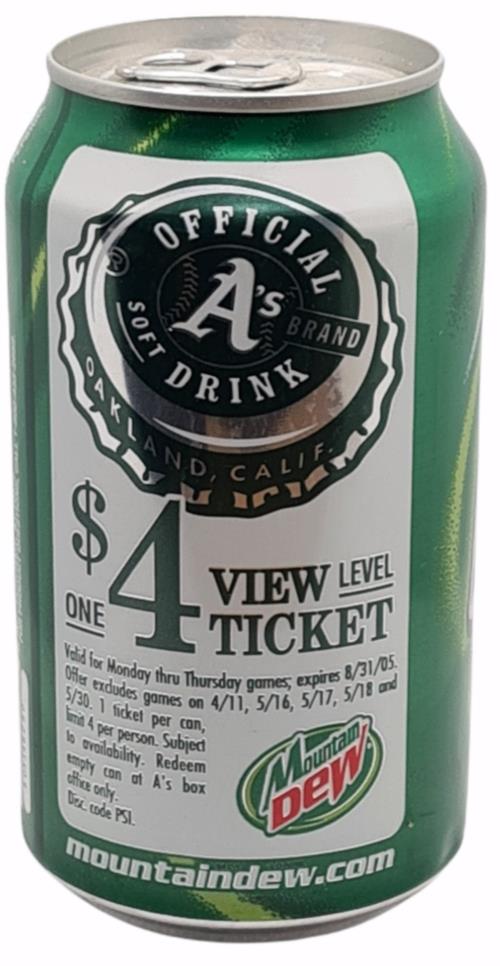 OFFICIAL
A's
BRAND
SOFT DRINK
®
OAKLAND, CALIF.
ONE $4 VIEW LEVEL
TICKET
Valid for Monday thru Thursday games; expires 8/31/05.
Offer excludes games on 4/11, 5/16, 5/17, 5/18 and
5/30. 1 ticket per can,
limit 4 per person. Subject
to availability. Redeem
empty can at A's box
office only.
Disc. code PSI.
Mountain
Dew
mountaindew.com